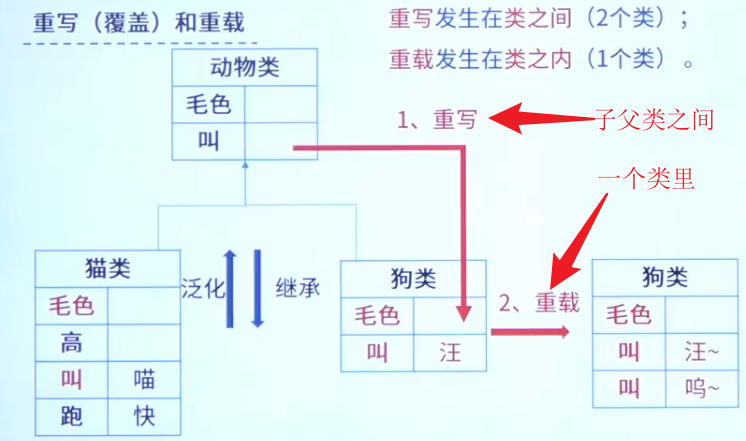 重写（覆盖）和重载
重写发生在类之间（2个类）；
重载发生在类之内（1个类）。
动物类
毛色
叫
1、重写
子父类之间
一个类里
猫类
毛色
高
叫 喵
跑 快
泛化
继承
狗类
毛色
叫 汪
2、重载
狗类
毛色
叫 汪~
叫 呜~